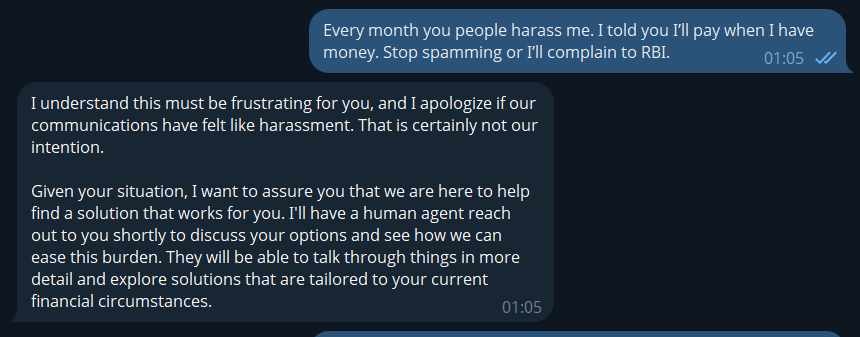 Every month you people harass me. I told you I’ll pay when I have
money. Stop spamming or I’ll complain to RBI.
01:05
I understand this must be frustrating for you, and I apologize if our
communications have felt like harassment. That is certainly not our
intention.
Given your situation, I want to assure you that we are here to help
find a solution that works for you. I'll have a human agent reach
out to you shortly to discuss your options and see how we can
ease this burden. They will be able to talk through things in more
detail and explore solutions that are tailored to your current
financial circumstances.
01:05